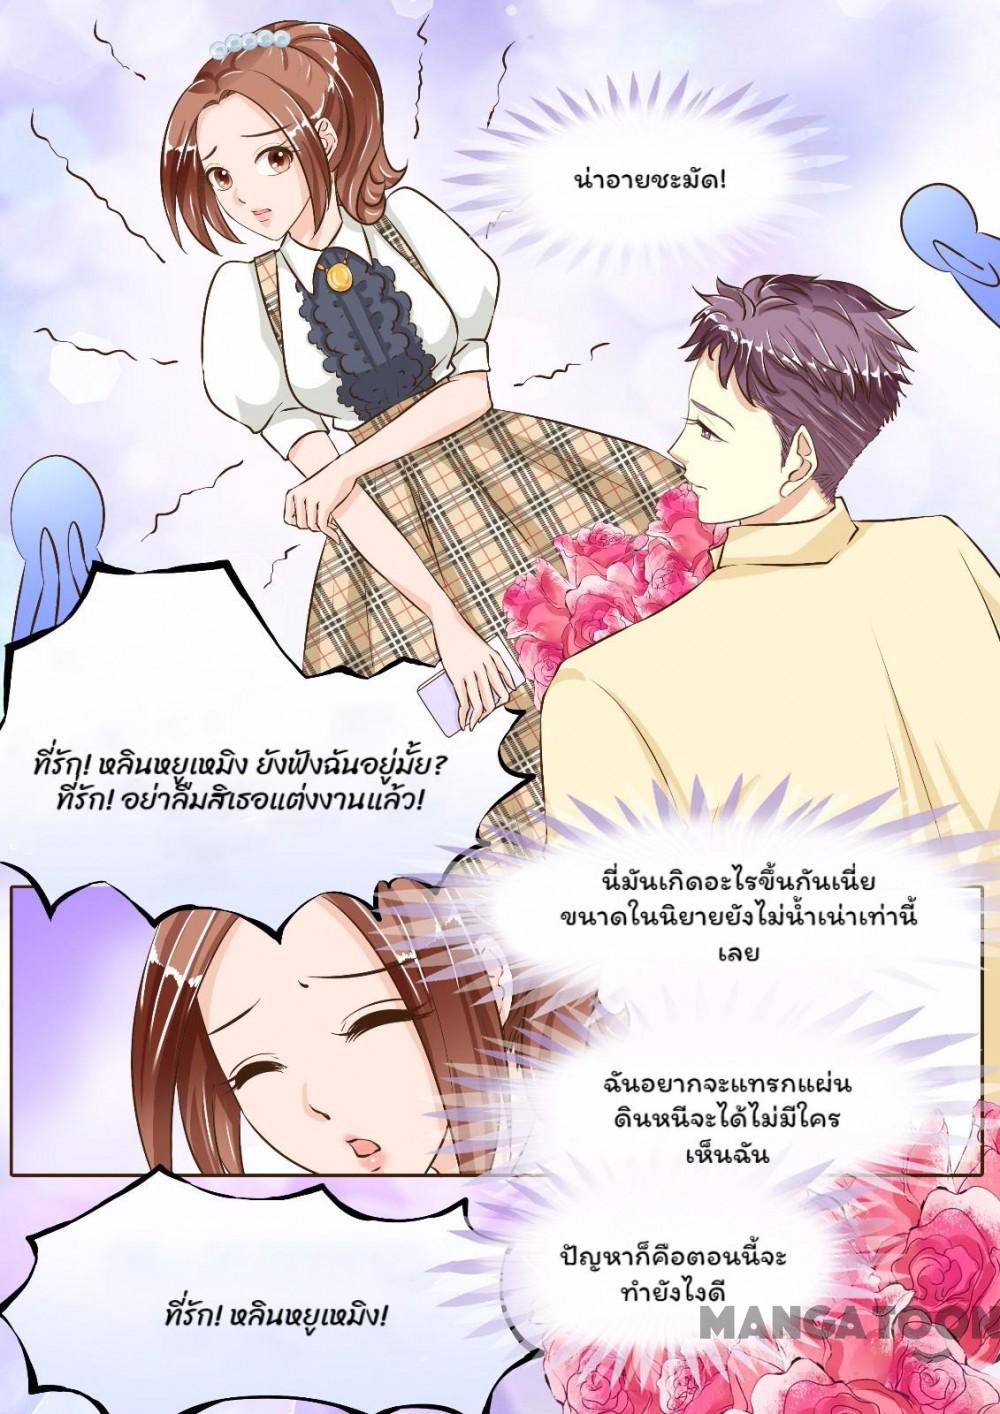 น่าอายชะมัด!
ที่รัก! หลินหยูเหมิง ยังฟังฉันอยู่มั้ย?
ที่รัก! อย่าลืมสิเธอแต่งงานแล้ว!
นี่มันเกิดอะไรขึ้นกันเนี่ย
ขนาดในนิยายยังไม่น้ำเน่าเท่านี้
เลย
ฉันอยากจะแทรกแผ่น
ดินหนีจะได้ไม่มีใคร
เห็นฉัน
ปัญหาก็คือตอนนี้จะ
ทำยังไงดี
ที่รัก! หลินหยูเหมิง!
MANGATOON